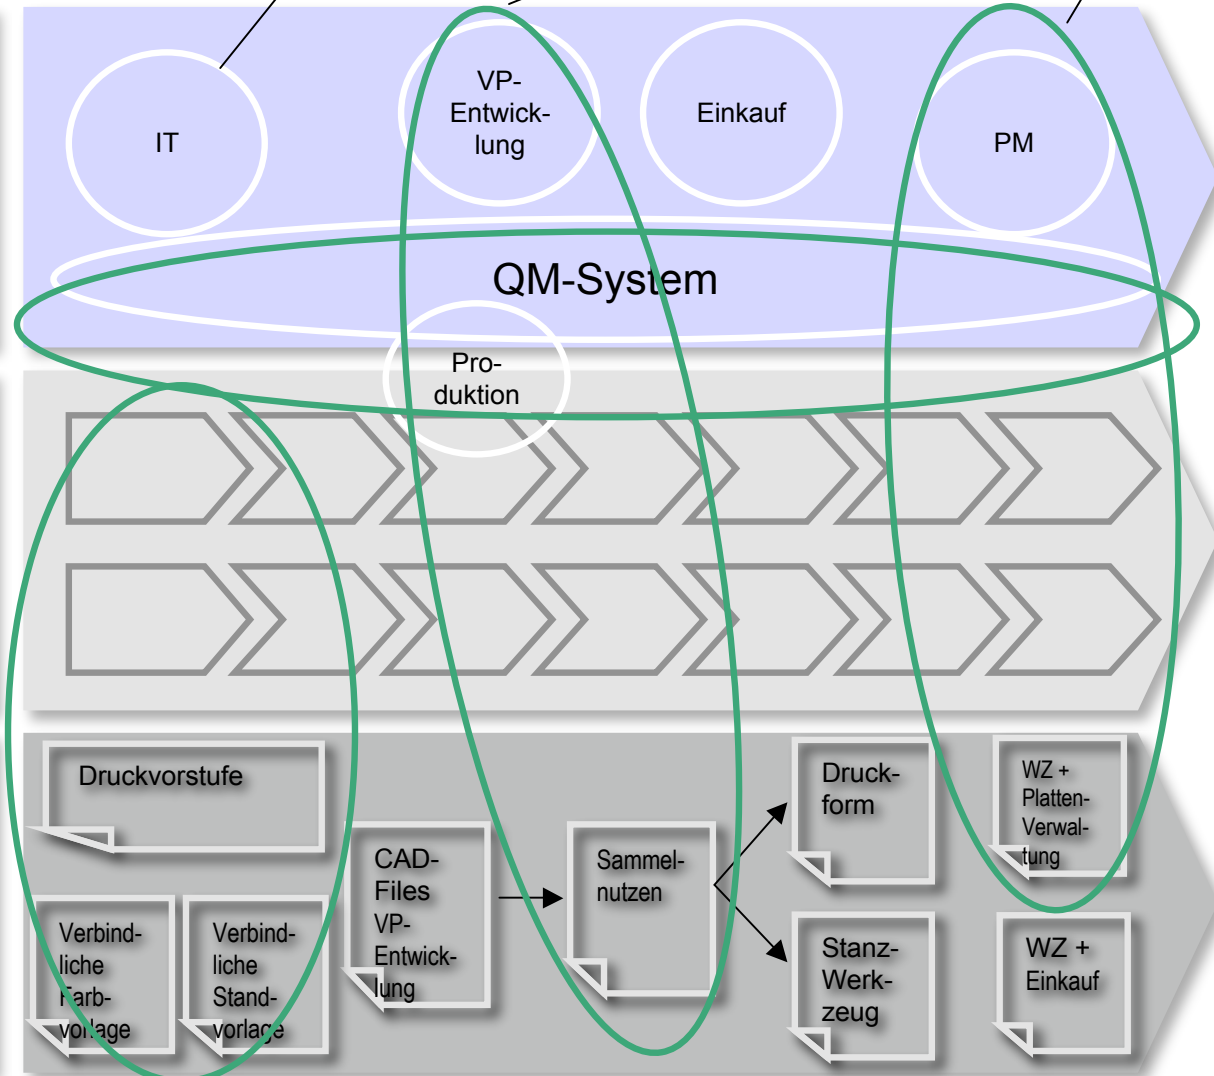 IT
VP-
Entwick-
lung
Einkauf
PM
QM-System
Pro-
duktion
Druckvorstufe
Verbind-
liche
Farb-
vorlage
Verbind-
liche
Stand-
vorlage
CAD-
Files
VP-
Entwick-
lung
Sammel-
nutzen
Druck-
form
Stanz-
Werk-
zeug
WZ +
Platten-
Verwal-
tung
WZ +
Einkauf